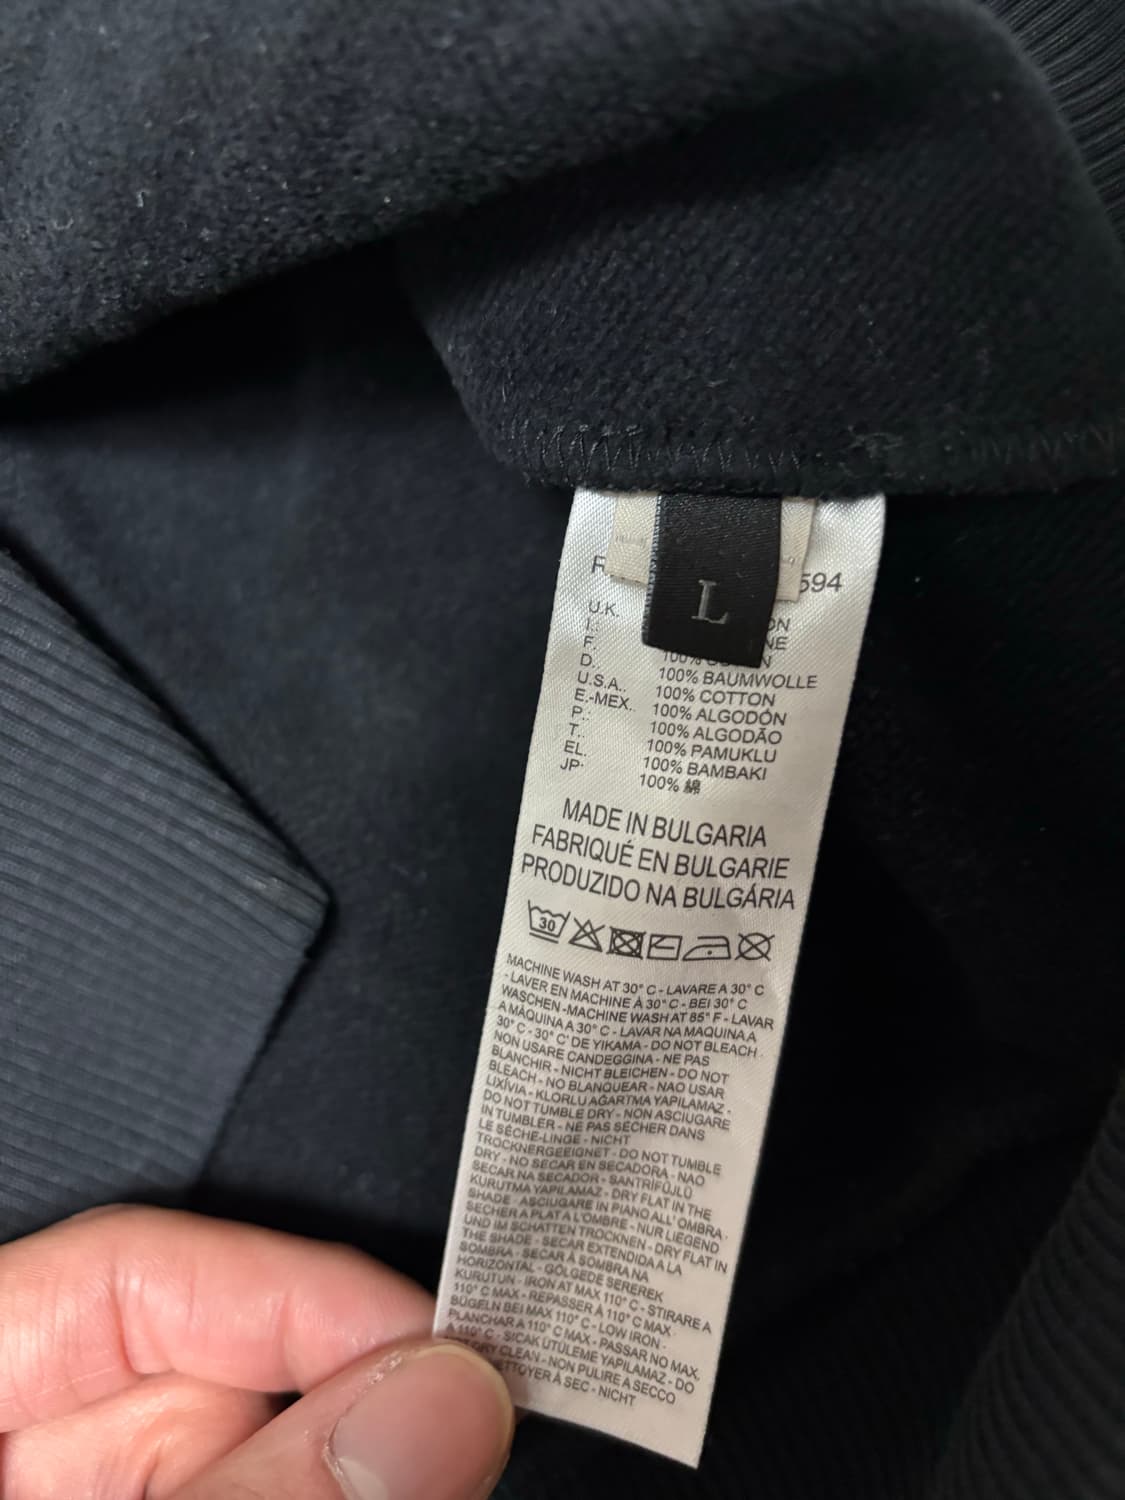 L
594
U.K.
I.:
F.
D.. 100% BAUMWOLLE
U.S.A.. 100% COTTON
E.-MEX.. 100% ALGODÓN
P.: 100% ALGODÃO
T.. 100% PAMUKLU
EL. 100% BAMBAKI
JP· 100% 綿
MADE IN BULGARIA
FABRIQUÉ EN BULGARIE
PRODUZIDO NA BULGÁRIA
30
MACHINE WASH AT 30° C - LAVARE A 30° C
- LAVER EN MACHINE À 30° C - BEI 30° C
WASCHEN -MACHINE WASH AT 85° F - LAVAR
A MÀQUINA A 30° C - LAVAR NA MAQUINA A
30° C - 30° C' DE YIKAMA - DO NOT BLEACH
NON USARE CANDEGGINA - NE PAS
BLANCHIR - NICHT BLEICHEN - DO NOT
BLEACH - NO BLANQUEAR - NAO USAR
LIXÍVIA - KLORLU AĞARTMA YAPILAMAZ -
DO NOT TUMBLE DRY - NON ASCIUGARE
IN TUMBLER - NE PAS SÉCHER DANS
LE SÈCHE-LINGE - NICHT
TROCKNERGEEIGNET - DO NOT TUMBLE
DRY - NO SECAR EN SECADORA - NAO
SECAR NA SECADOR - SANTRIFÜJLÜ
KURUTMA YAPILAMAZ - DRY FLAT IN THE
SHADE - ASCIUGARE IN PIANO ALL' OMBRA -
SÉCHER A PLAT A L'OMBRE - NUR LIEGEND
UND IM SCHATTEN TROCKNEN - DRY FLAT IN
THE SHADE - SECAR EXTENDIDA A LA
SOMBRA - SECAR À SOMBRA NA
HORIZONTAL - GÖLGEDE SEREREK
KURUTUN - IRON AT MAX 110° C - STIRARE A
110° C MAX - REPASSER À 110° C MAX -
BÜGELN BEI MAX 110° C - LOW IRON -
PLANCHAR A 110° C MAX - PASSAR NO MAX.
A 110° C - SICAK ÜTÜLEME YAPILAMAZ - DO
DRY CLEAN - NON PULIRE A SECCO
À SEC - NICHT